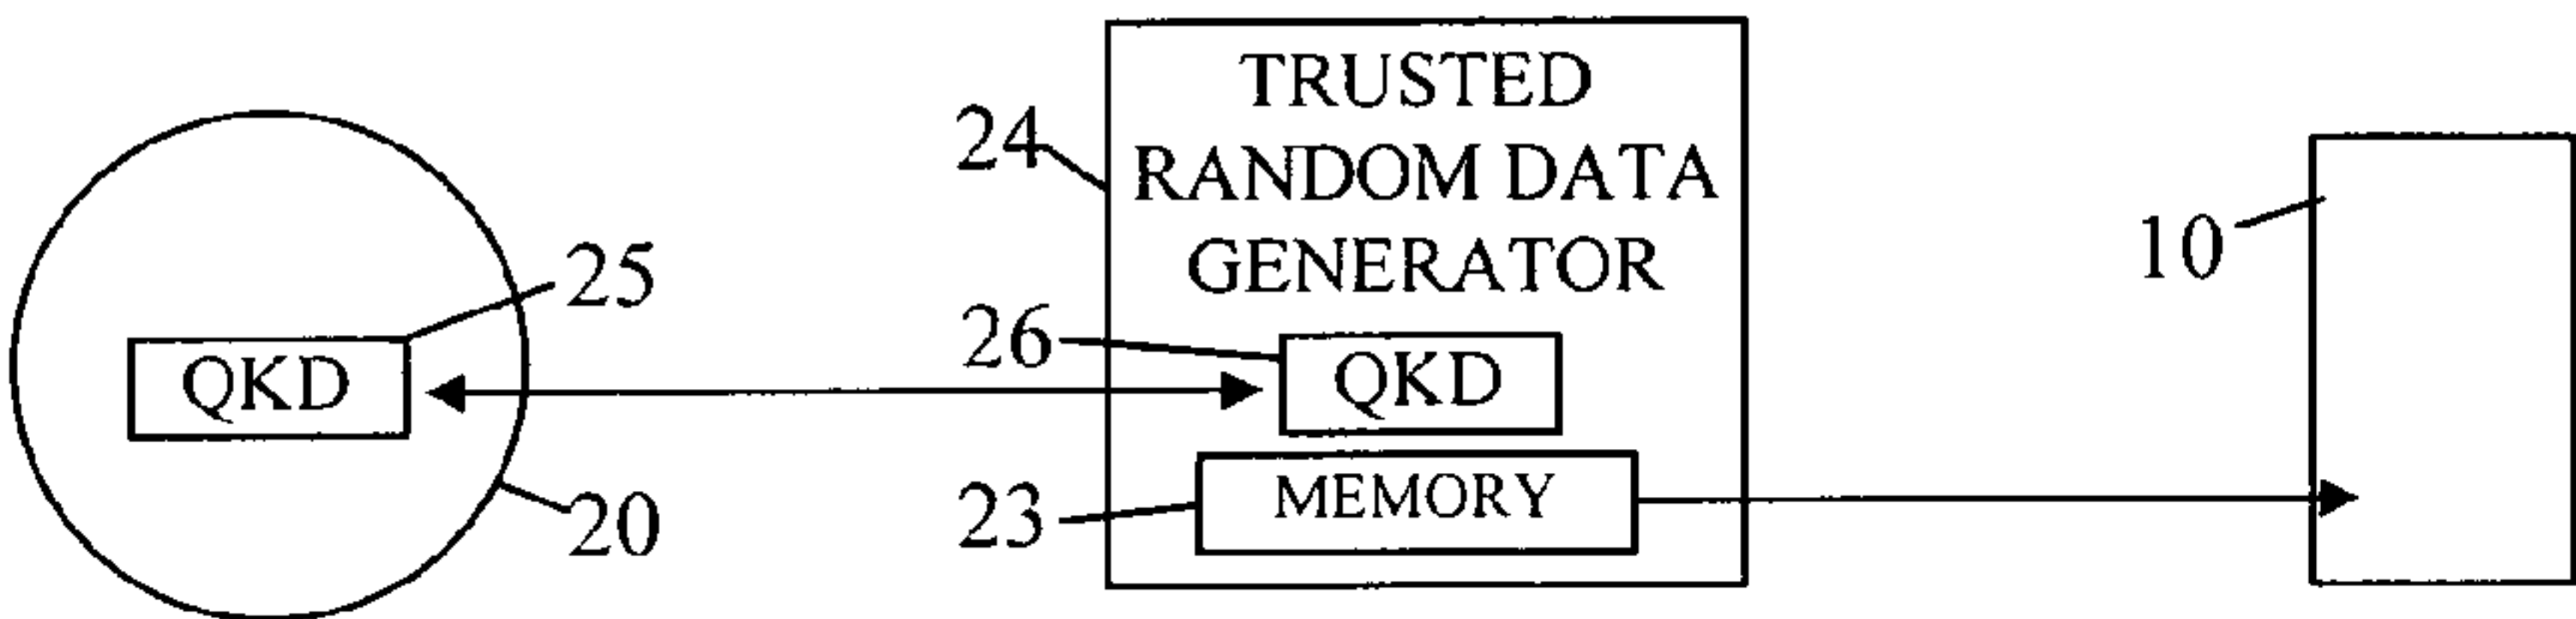 TRUSTED
RANDOM DATA
GENERATOR
24
10
25
QKD
26
QKD
23
MEMORY
20